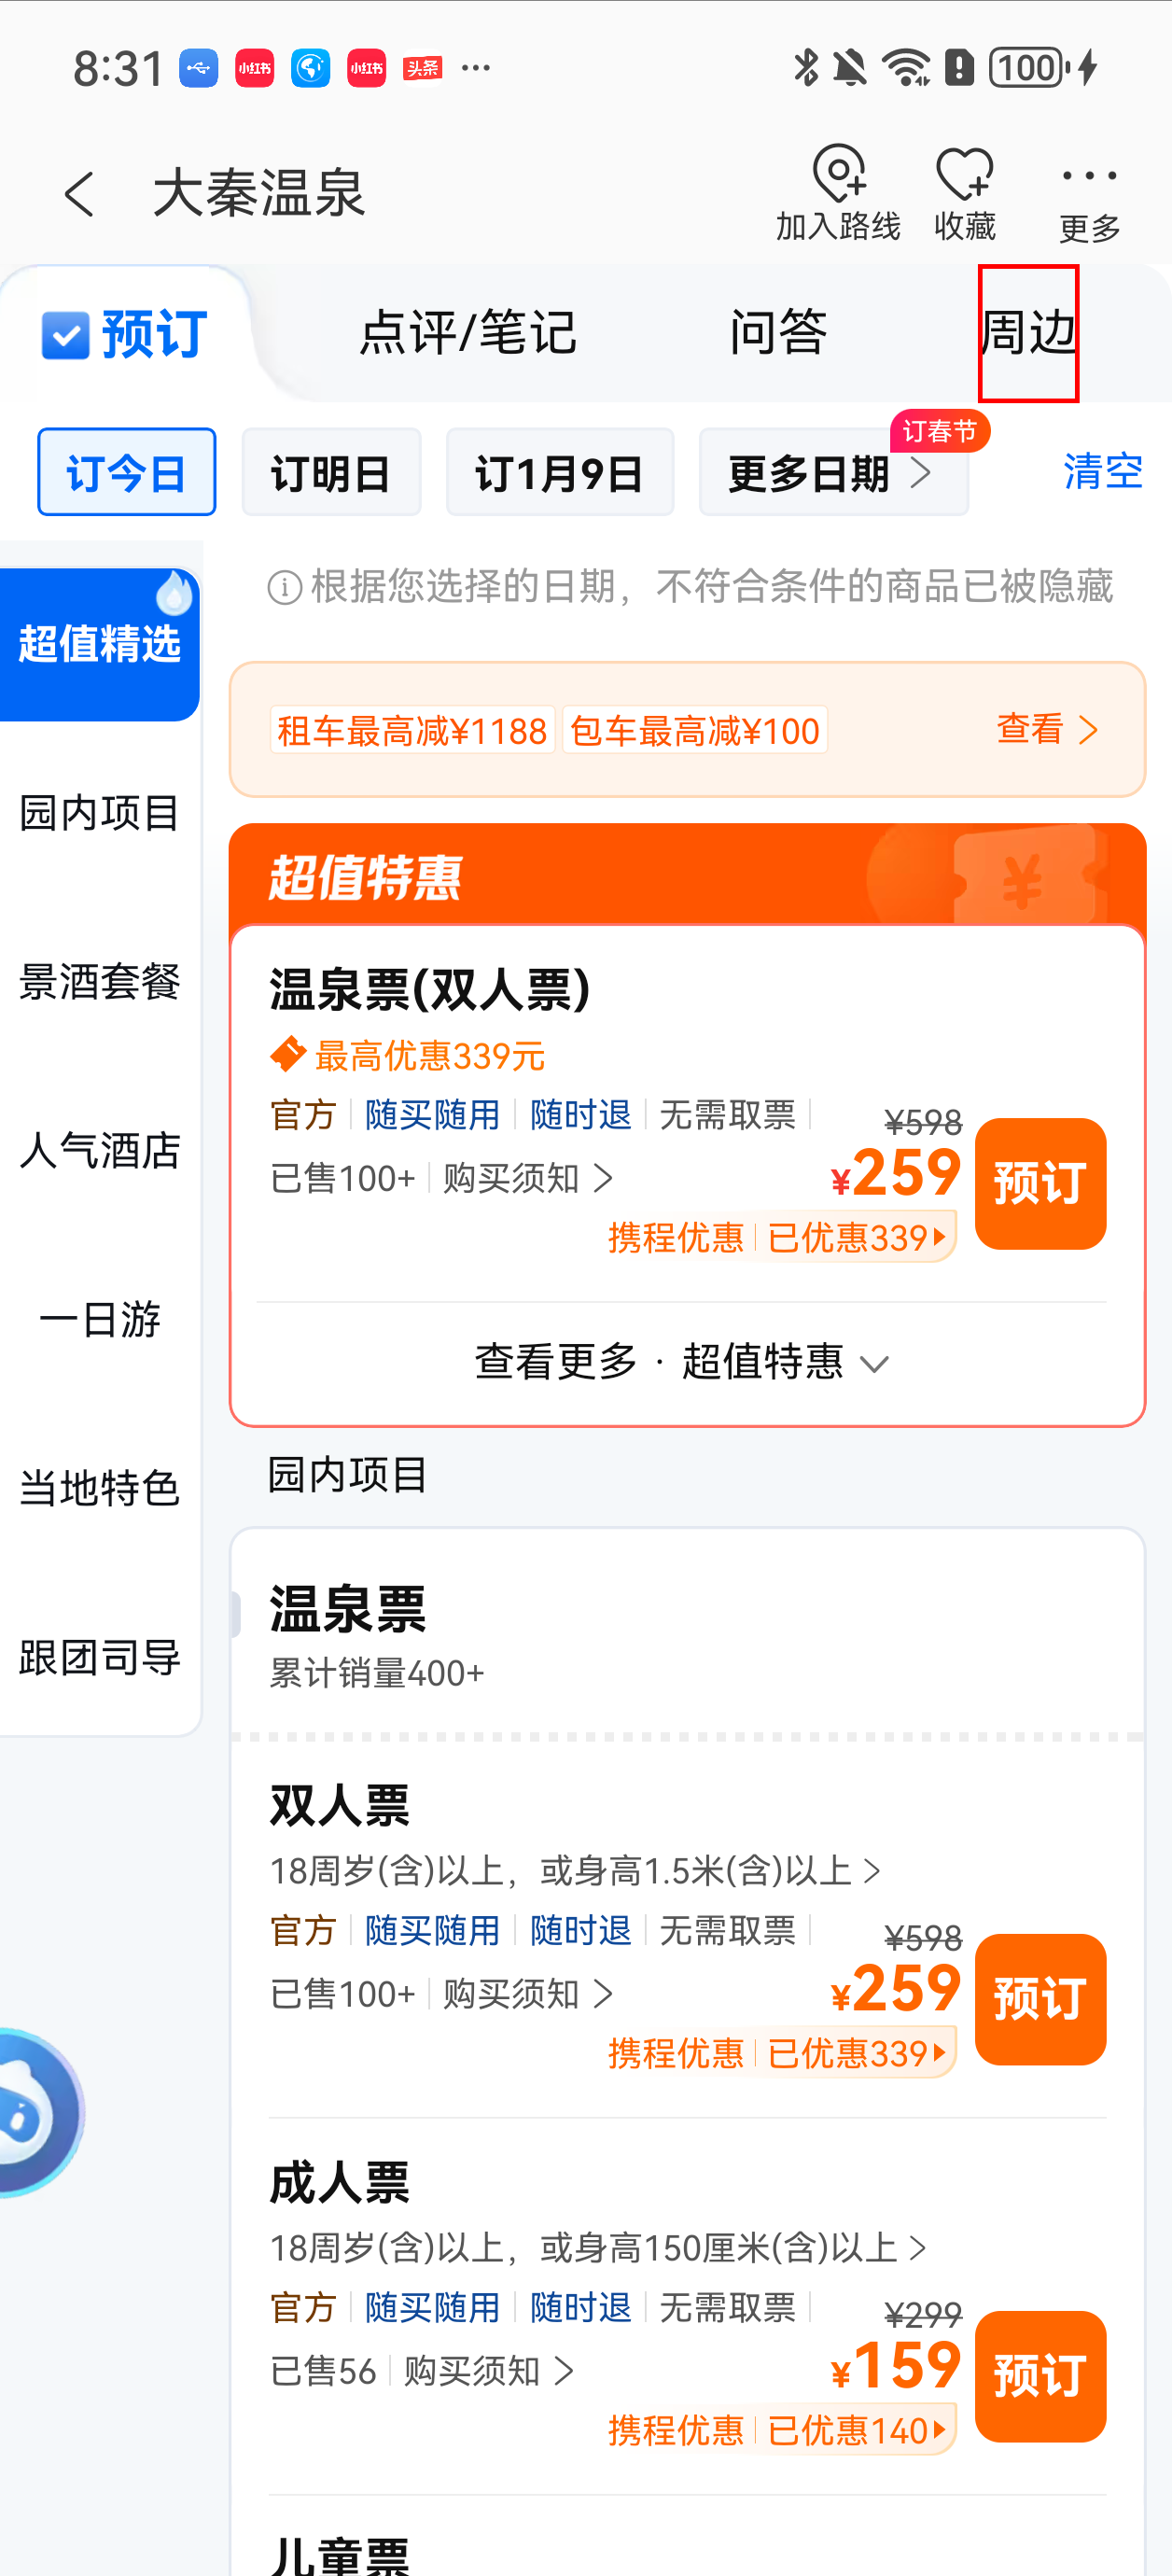 8:31 小红书 小红书 头条 ... 100
大秦温泉
加入路线 收藏 更多
预订 点评/笔记 问答 周边
订春节
订今日 订明日 订1月9日 更多日期 清空
根据您选择的日期，不符合条件的商品已被隐藏
超值精选
园内项目
景酒套餐
人气酒店
一日游
当地特色
跟团司导
租车最高减¥1188 包车最高减¥100 查看
超值特惠 ¥
温泉票(双人票)
最高优惠339元
官方 随买随用 随时退 无需取票 ¥598
已售100+ 购买须知 ¥259 预订
携程优惠 已优惠339
查看更多 · 超值特惠
园内项目
温泉票
累计销量400+
双人票
18周岁(含)以上，或身高1.5米(含)以上
官方 随买随用 随时退 无需取票 ¥598
已售100+ 购买须知 ¥259 预订
携程优惠 已优惠339
成人票
18周岁(含)以上，或身高150厘米(含)以上
官方 随买随用 随时退 无需取票 ¥299
已售56 购买须知 ¥159 预订
携程优惠 已优惠140
儿童票